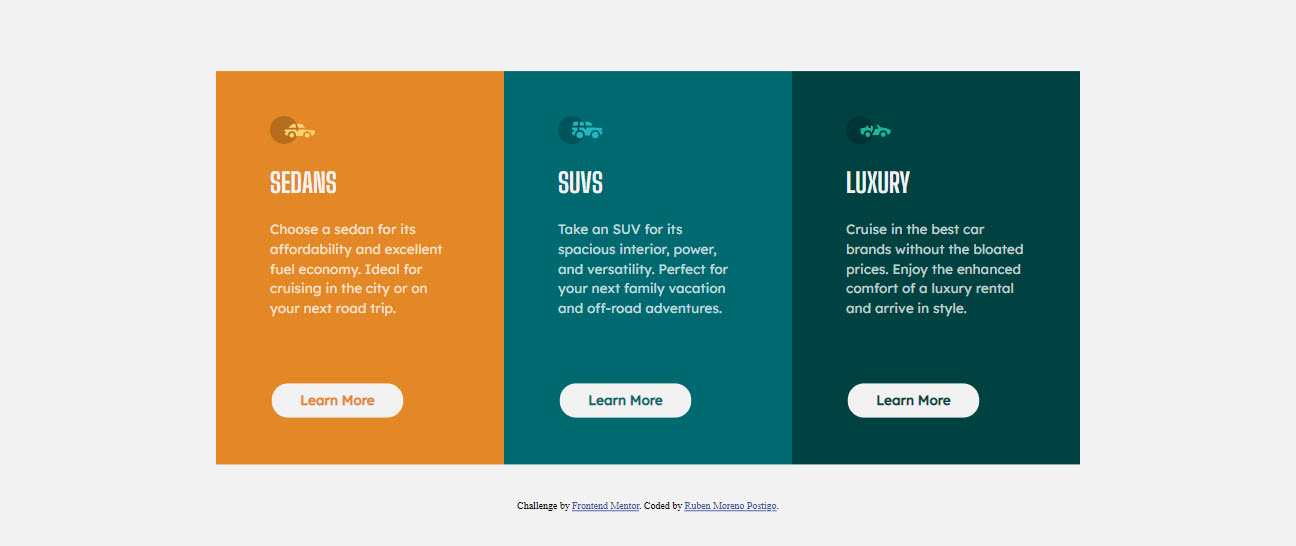 SEDANS
Choose a sedan for its
affordability and excellent
fuel economy. Ideal for
cruising in the city or on
your next road trip.
Learn More
SUVS
Take an SUV for its
spacious interior, power,
and versatility. Perfect for
your next family vacation
and off-road adventures.
Learn More
LUXURY
Cruise in the best car
brands without the bloated
prices. Enjoy the enhanced
comfort of a luxury rental
and arrive in style.
Learn More
Challenge by Frontend Mentor. Coded by Ruben Moreno Postigo.